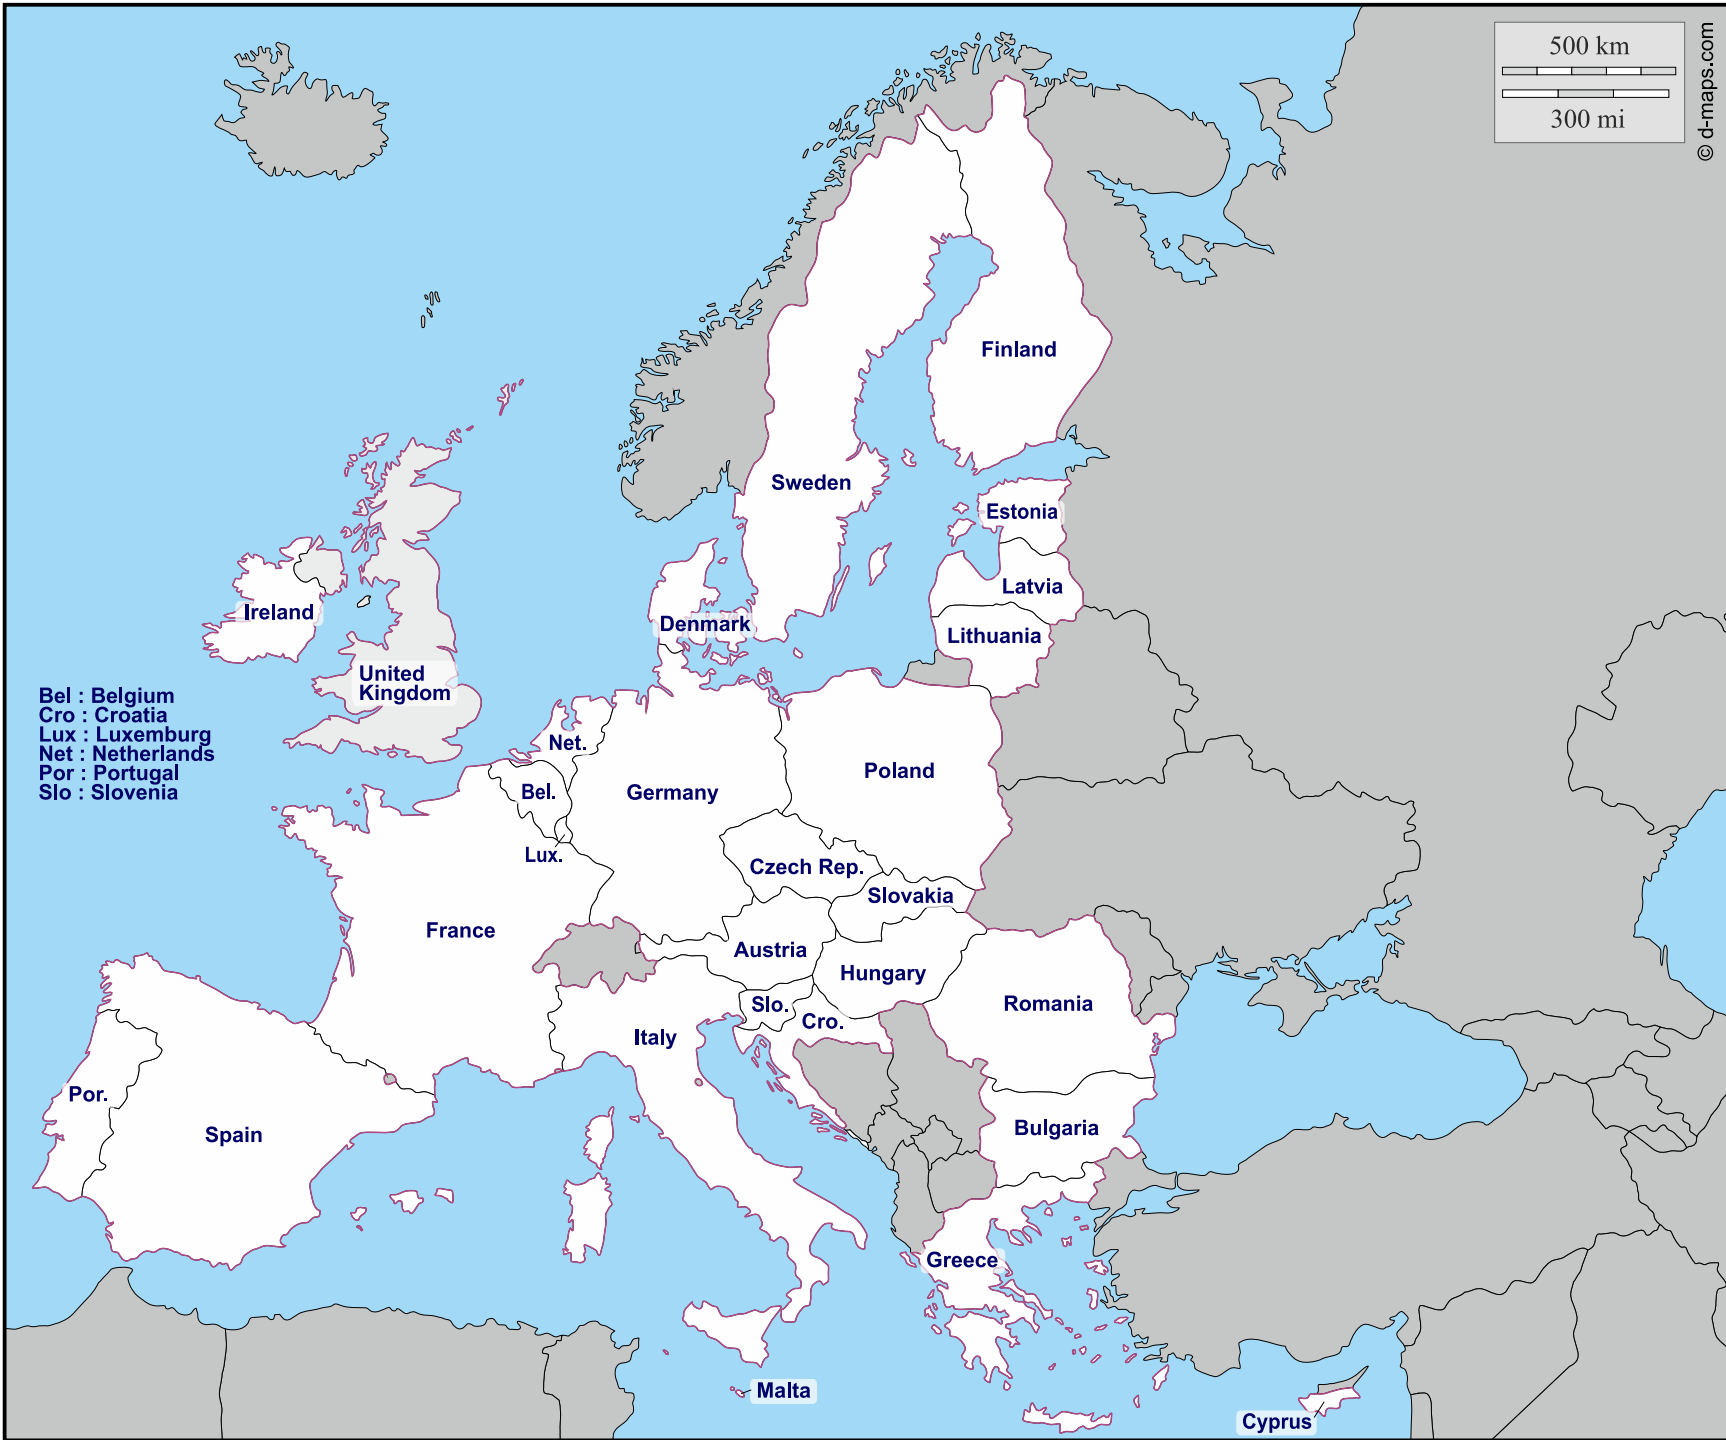 500 km
300 mi
© d-maps.com
Finland
Sweden
Estonia
Latvia
Ireland
Denmark
Lithuania
United
Kingdom
Bel : Belgium
Cro : Croatia
Lux : Luxemburg
Net : Netherlands
Por : Portugal
Slo : Slovenia
Net.
Poland
Bel.
Germany
Lux.
Czech Rep.
Slovakia
France
Austria
Hungary
Slo.
Romania
Cro.
Italy
Por.
Spain
Bulgaria
Greece
Malta
Cyprus